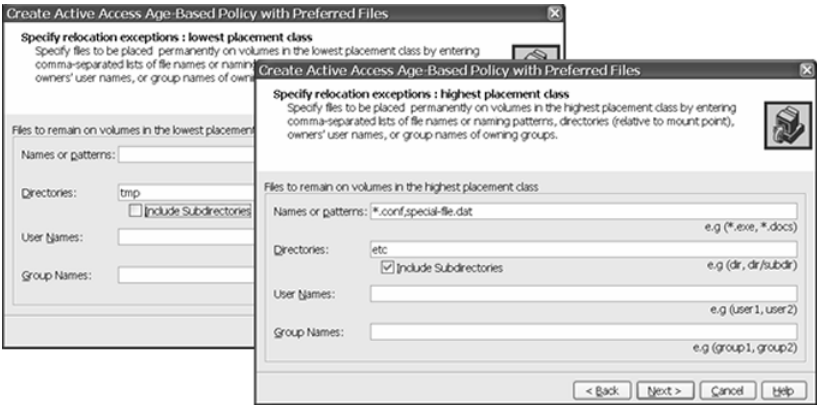 Create Active Access Age-Based Policy with Preferred Files
Specify relocation exceptions : lowest placement class
Specify files to be placed permanently on volumes in the lowest placement class by entering
comma-separated lists of file names or naming
owners' user names, or group names of owni
Files to remain on volumes in the lowest placement
Names or patterns:
Directories: tmp
Include Subdirectories
User Names:
Group Names:
Create Active Access Age-Based Policy with Preferred Files
Specify relocation exceptions : highest placement class
Specify files to be placed permanently on volumes in the highest placement class by entering
comma-separated lists of file names or naming patterns, directories (relative to mount point),
owners' user names, or group names of owning groups.
Files to remain on volumes in the highest placement class
Names or patterns: *.conf,special-file.dat
e.g (*.exe, *.docs)
Directories: etc
Include Subdirectories e.g (dir, dir/subdir)
User Names:
e.g (user1, user2)
Group Names:
e.g (group1, group2)
< Back Next > Cancel Help